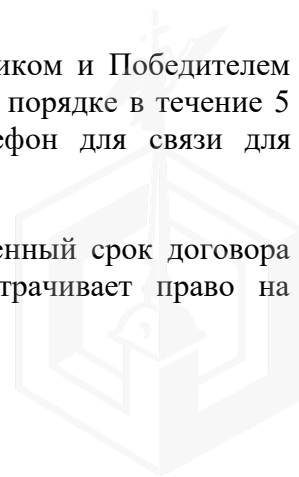 иком и Победителем
порядке в течение 5
ефон для связи для
енный срок договора
трачивает право на